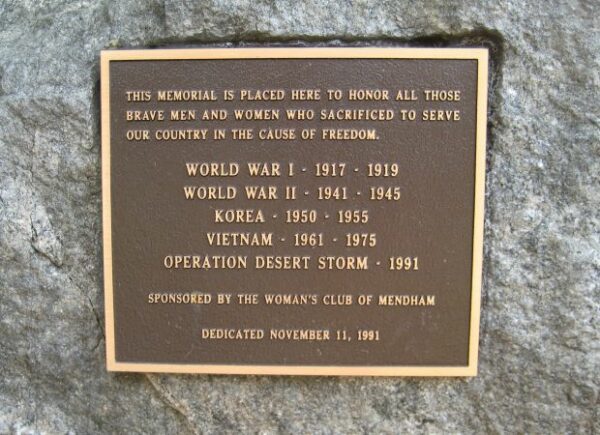 THIS MEMORIAL IS PLACED HERE TO HONOR ALL THOSE
BRAVE MEN AND WOMEN WHO SACRIFICED TO SERVE
OUR COUNTRY IN THE CAUSE OF FREEDOM.
WORLD WAR I · 1917 · 1919
WORLD WAR II · 1941 · 1945
KOREA · 1950 · 1955
VIETNAM · 1961 · 1975
OPERATION DESERT STORM · 1991
SPONSORED BY THE WOMAN'S CLUB OF MENDHAM
DEDICATED NOVEMBER 11, 1991